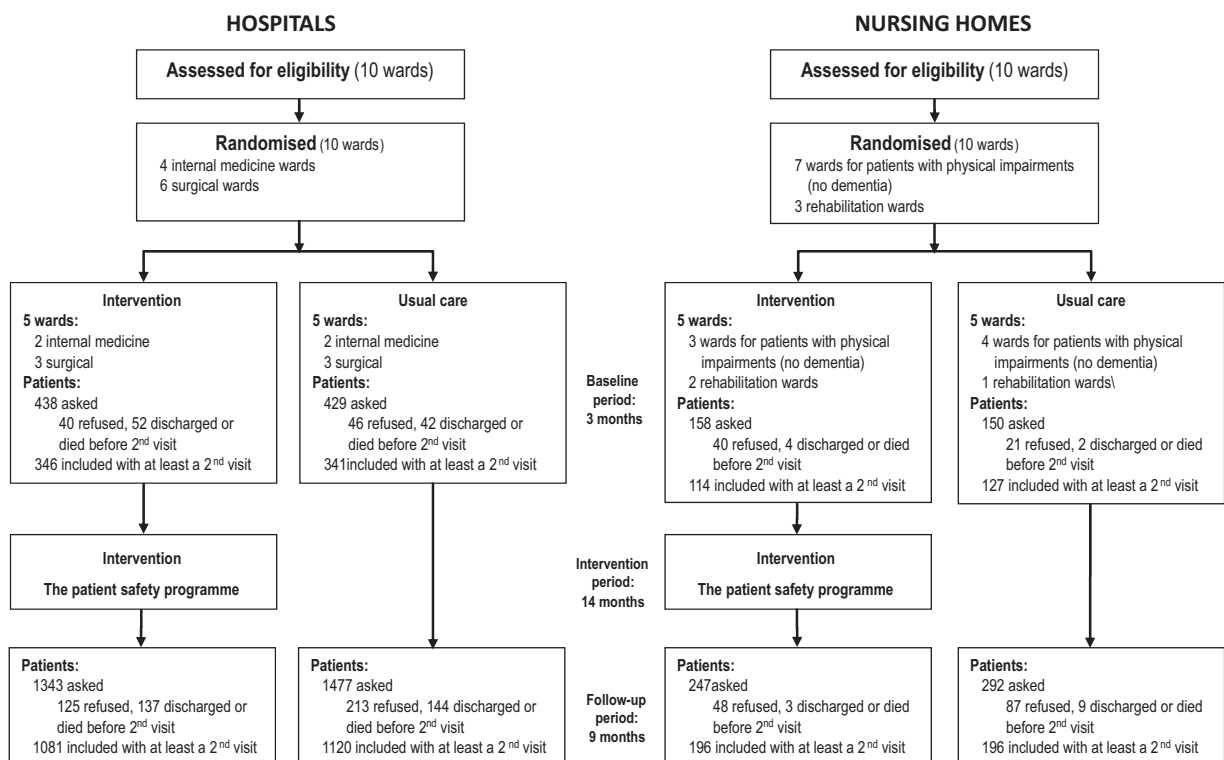 HOSPITALS
Assessed for eligibility (10 wards)
Randomised (10 wards)
4 internal medicine wards
6 surgical wards
Intervention
5 wards:
2 internal medicine
3 surgical
Patients:
438 asked
40 refused, 52 discharged or
died before 2nd visit
346 included with at least a 2nd visit
Usual care
5 wards:
2 internal medicine
3 surgical
Patients:
429 asked
46 refused, 42 discharged or
died before 2nd visit
341included with at least a 2nd visit
Intervention
The patient safety programme
Patients:
1343 asked
125 refused, 137 discharged or
died before 2nd visit
1081 included with at least a 2nd visit
Patients:
1477 asked
213 refused, 144 discharged or
died before 2nd visit
1120 included with at least a 2nd visit
Baseline
period:
3 months
Intervention
period:
14 months
Follow-up
period:
9 months
NURSING HOMES
Assessed for eligibility (10 wards)
Randomised (10 wards)
7 wards for patients with physical impairments
(no dementia)
3 rehabilitation wards
Intervention
5 wards:
3 wards for patients with physical
impairments (no dementia)
2 rehabilitation wards
Patients:
158 asked
40 refused, 4 discharged or died
before 2nd visit
114 included with at least a 2nd visit
Usual care
5 wards:
4 wards for patients with physical
impairments (no dementia)
1 rehabilitation wards\
Patients:
150 asked
21 refused, 2 discharged or died
before 2nd visit
127 included with at least a 2nd visit
Intervention
The patient safety programme
Patients:
247asked
48 refused, 3 discharged or died
before 2nd visit
196 included with at least a 2nd visit
Patients:
292 asked
87 refused, 9 discharged or died
before 2nd visit
196 included with at least a 2nd visit